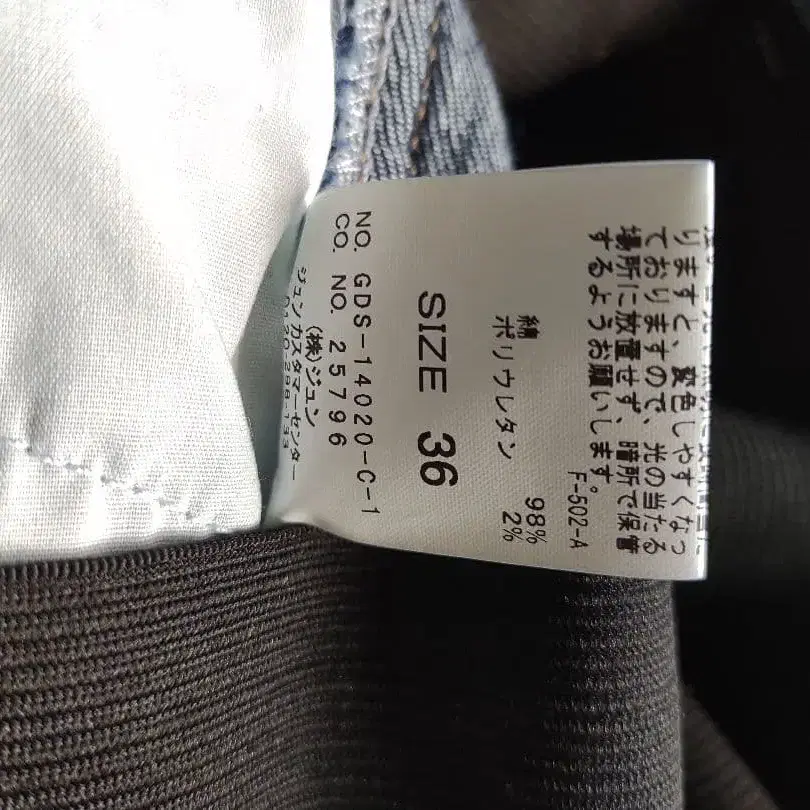 りますと、変色しやすくなっ
ておりますので、光の当たる
場所に放置せず、暗所で保管
するようお願いします。
F-502-A
綿 98%
ポリウレタン 2%
SIZE 36
NO. GDS-14020-C-1
CO. NO. 25796
(株)ジュン
ジュン カスタマーセンター
0120-298-133